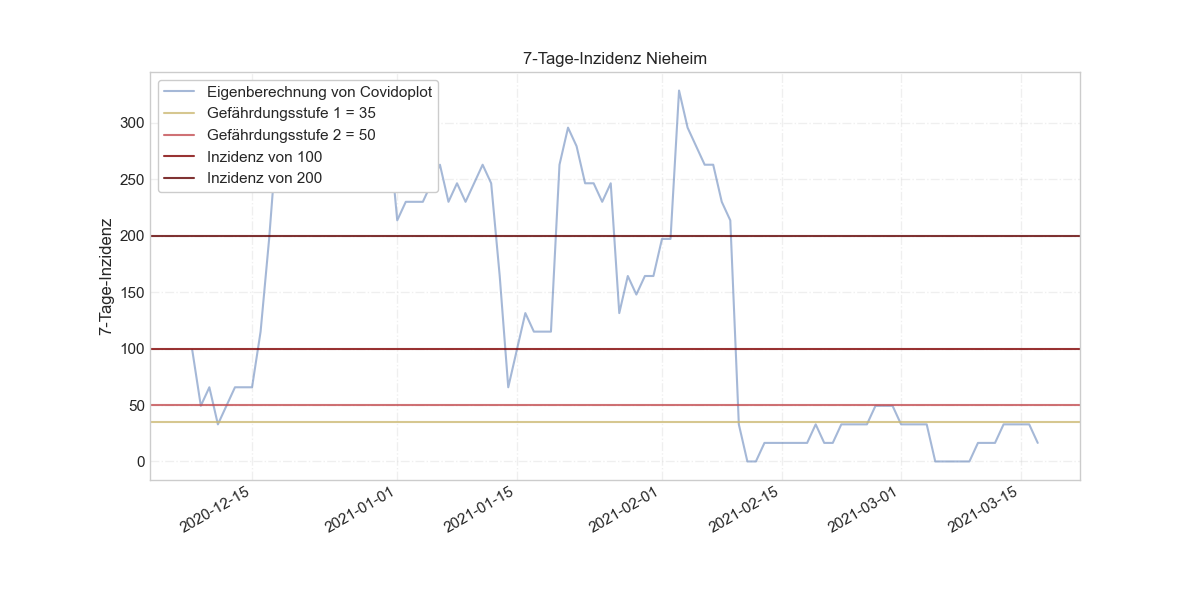 7-Tage-Inzidenz Nieheim
Eigenberechnung von Covidoplot
Gefährdungsstufe 1 = 35
Gefährdungsstufe 2 = 50
Inzidenz von 100
Inzidenz von 200
7-Tage-Inzidenz
300
250
200
150
100
50
0
2020-12-15
2021-01-01
2021-01-15
2021-02-01
2021-02-15
2021-03-01
2021-03-15